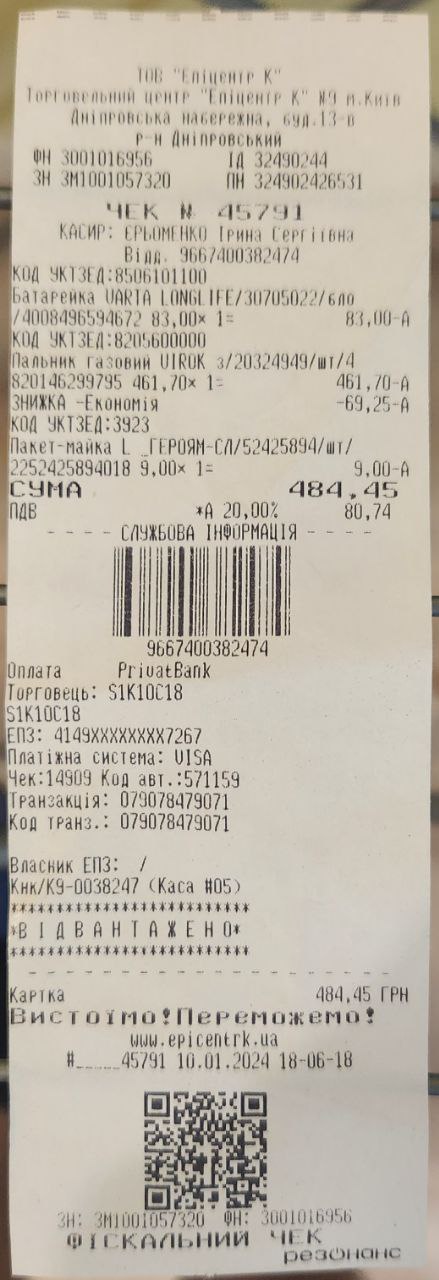 ТОВ "Епіцентр К"
Торговельний центр "Епіцентр К" №9 м.Київ
Дніпровська набережна, буд.13-в
р-н Дніпровський
ФН 3001016956 ІД 32490244
ЗН ЗМ1001057320 ПН 324902426531
ЧЕК № 45791
КАСИР: ЄРЬОМЕНКО Ірина Сергіївна
Відд. 9667400382474
КОД УКТЗЕД:8506101100
Батарейка VARTA LONGLIFE/30705022/бло
/4008496594672 83,00× 1= 83,00-А
КОД УКТЗЕД:8205600000
Пальник газовий VIROK з/20324949/шт/4
820146299795 461,70× 1= 461,70-А
ЗНИЖКА -Економія -69,25-А
КОД УКТЗЕД:3923
Пакет-майка L _ГЕРОЯМ-СЛ/52425894/шт/
2252425894018 9,00× 1= 9,00-А
СУМА 484,45
ПДВ *А 20,00% 80,74
- - - - СЛУЖБОВА ІНФОРМАЦІЯ - - - -
9667400382474
Оплата PrivatBank
Торговець: S1K10C18
S1K10C18
ЕПЗ: 4149XXXXXXXX7267
Платіжна система: VISA
Чек:14909 Код авт.:571159
Транзакція: 079078479071
Код транз.: 079078479071
Власник ЕПЗ: /
Кнк/К9-0038247 (Каса #05)
*************************
*В І Д В А Н Т А Ж Е Н О*
*************************
Картка 484,45 ГРН
Вистоїмо!Переможемо!
www.epicentrk.ua
#_____45791 10.01.2024 18-06-18
ЗН: ЗМ1001057320 ФН: 3001016956
ФІСКАЛЬНИЙ ЧЕК
резонанс